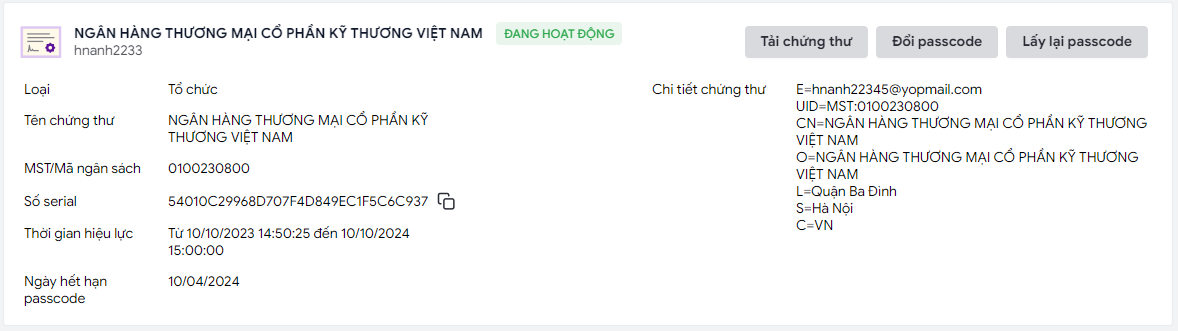 NGÂN HÀNG THƯƠNG MẠI CỔ PHẦN KỸ THƯƠNG VIỆT NAM ĐANG HOẠT ĐỘNG
hnanh2233
Tải chứng thư Đổi passcode Lấy lại passcode
Loại Tổ chức
Tên chứng thư NGÂN HÀNG THƯƠNG MẠI CỔ PHẦN KỸ
THƯƠNG VIỆT NAM
MST/Mã ngân sách 0100230800
Số serial 54010C29968D707F4D849EC1F5C6C937
Thời gian hiệu lực Từ 10/10/2023 14:50:25 đến 10/10/2024
15:00:00
Ngày hết hạn
passcode
10/04/2024
Chi tiết chứng thư E=hnanh22345@yopmail.com
UID=MST:0100230800
CN=NGÂN HÀNG THƯƠNG MẠI CỔ PHẦN KỸ THƯƠNG
VIỆT NAM
O=NGÂN HÀNG THƯƠNG MẠI CỔ PHẦN KỸ THƯƠNG
VIỆT NAM
L=Quận Ba Đình
S=Hà Nội
C=VN